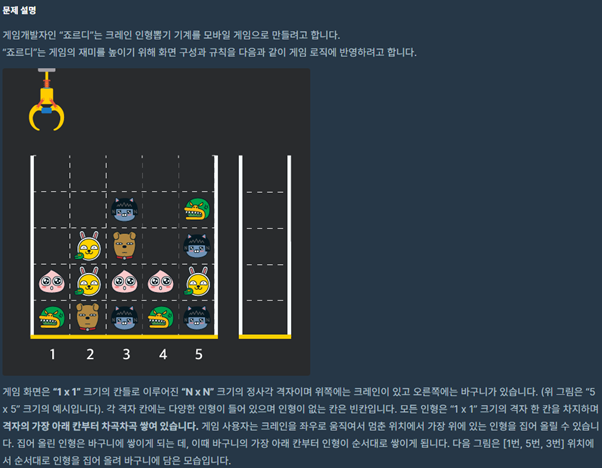 문제 설명
게임개발자인 "죠르디"는 크레인 인형뽑기 기계를 모바일 게임으로 만들려고 합니다.
"죠르디"는 게임의 재미를 높이기 위해 화면 구성과 규칙을 다음과 같이 게임 로직에 반영하려고 합니다.
1 2 3 4 5
게임 화면은 "1 x 1" 크기의 칸들로 이루어진 "N x N" 크기의 정사각 격자이며 위쪽에는 크레인이 있고 오른쪽에는 바구니가 있습니다. (위 그림은 "5
x 5" 크기의 예시입니다). 각 격자 칸에는 다양한 인형이 들어 있으며 인형이 없는 칸은 빈칸입니다. 모든 인형은 "1 x 1" 크기의 격자 한 칸을 차지하며
격자의 가장 아래 칸부터 차곡차곡 쌓여 있습니다. 게임 사용자는 크레인을 좌우로 움직여서 멈춘 위치에서 가장 위에 있는 인형을 집어 올릴 수 있습니
다. 집어 올린 인형은 바구니에 쌓이게 되는 데, 이때 바구니의 가장 아래 칸부터 인형이 순서대로 쌓이게 됩니다. 다음 그림은 [1번, 5번, 3번] 위치에
서 순서대로 인형을 집어 올려 바구니에 담은 모습입니다.